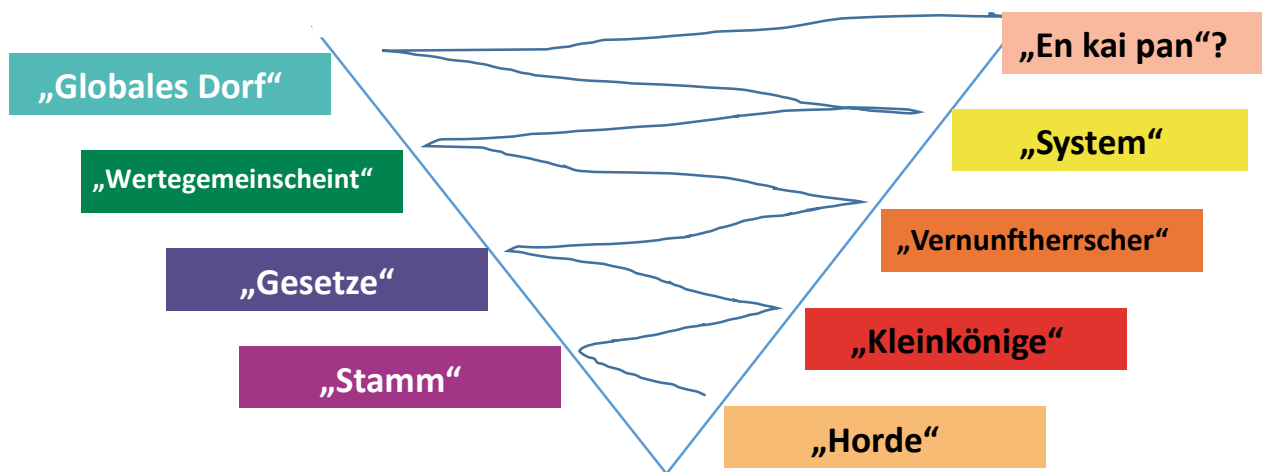 „En kai pan“?
„Globales Dorf“
„System“
„Wertegemeinscheint“
„Vernunftherrscher“
„Gesetze“
„Kleinkönige“
„Stamm“
„Horde“